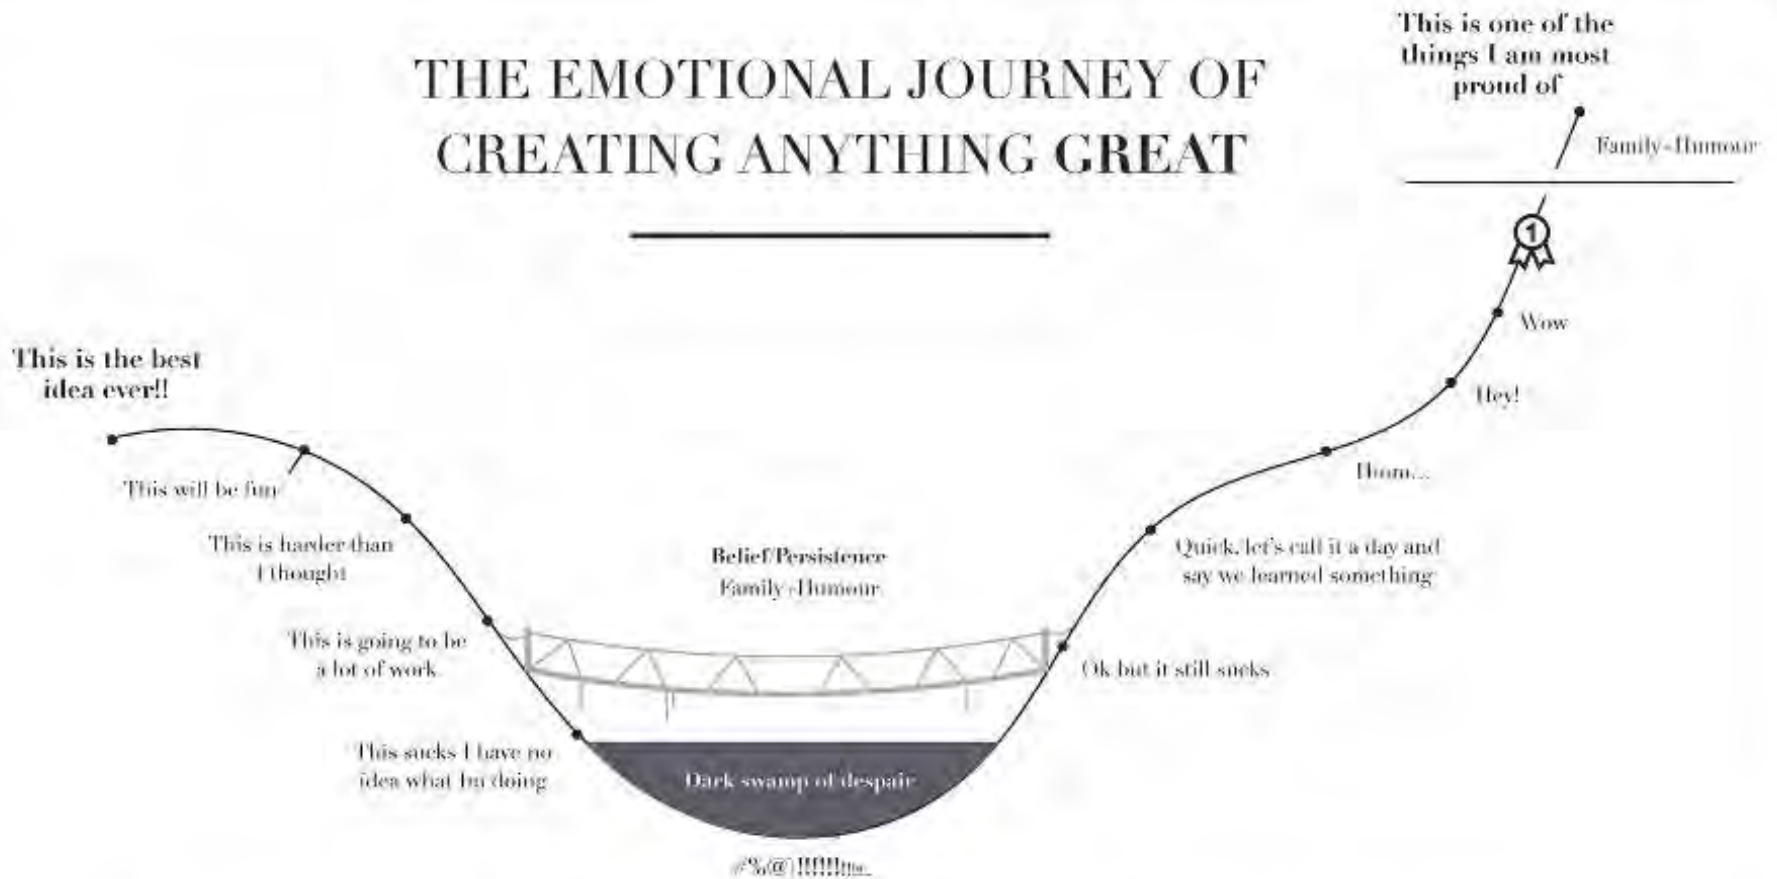 THE EMOTIONAL JOURNEY OF
CREATING ANYTHING GREAT
This is one of the
things I am most
proud of
Family-Humour
1
Wow
Hey!
This is the best
idea ever!!
This will be fun
This is harder than
I thought
This is going to be
a lot of work
This sucks I have no
idea what Im doing
Belief/Persistence
Family-Humour
Dark swamp of despair
Hmm...
Quick, let's call it a day and
say we learned something
Ok but it still sucks